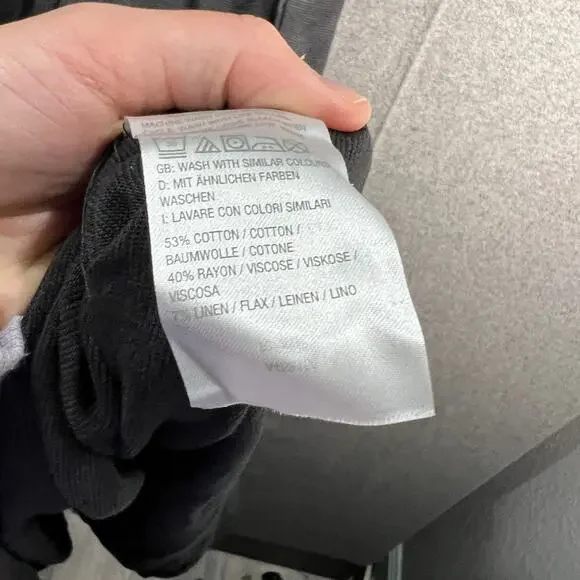 GB: WASH WITH SIMILAR COLOURS
D: MIT ÄHNLICHEN FARBEN
WASCHEN
I: LAVARE CON COLORI SIMILARI
53% COTTON / COTTON /
BAUMWOLLE / COTONE
40% RAYON / VISCOSE / VISKOSE /
VISCOSA
7% LINEN / FLAX / LEINEN / LINO